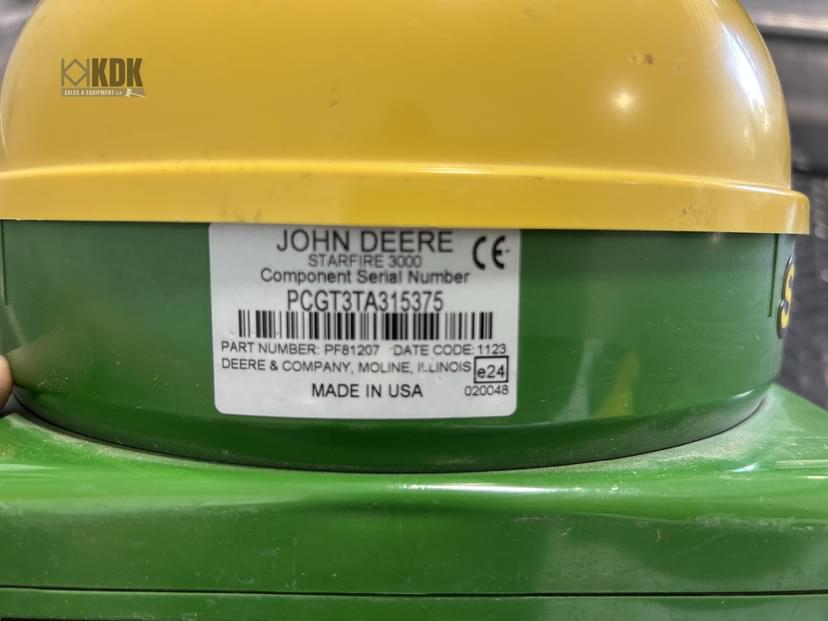 KDK
SALES & EQUIPMENT LLC
JOHN DEERE
CE
STARFIRE 3000
Component Serial Number
PCGT3TA315375
PART NUMBER: PF81207 DATE CODE: 1123
DEERE & COMPANY, MOLINE, ILLINOIS
e24
MADE IN USA
020048
S